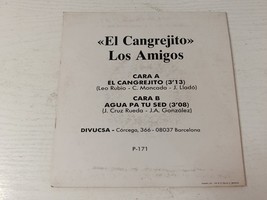 «El Cangrejito»
Los Amigos
CARA A
EL CANGREJITO (3'13)
(Leo Rubio - C. Moncada - J. Lladó)
CARA B
AGUA PA TU SED (3'08)
(J. Cruz Rueda - J.A. González)
DIVUCSA - Córcega, 366 - 08037 Barcelona
P-171